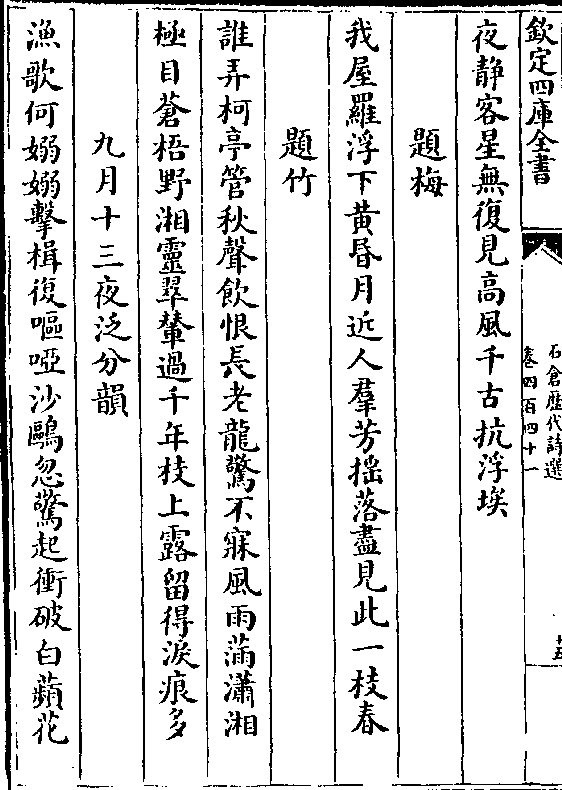 欽定四庫全書
石倉歷代詩選
卷四百四十一
十五
夜靜客星無復見高風千古抗浮埃
題梅
我屋羅浮下黄昏月近人羣芳揺落盡見此一枝春
題竹
誰弄柯亭管秋聲飲恨長老龍驚不寐風雨滿瀟湘
極目蒼梧野湘靈翠輦過千年枝上露留得淚痕多
九月十三夜泛分韻
漁歌何嫋嫋擊楫復嘔啞沙鷗忽驚起衝破白蘋花